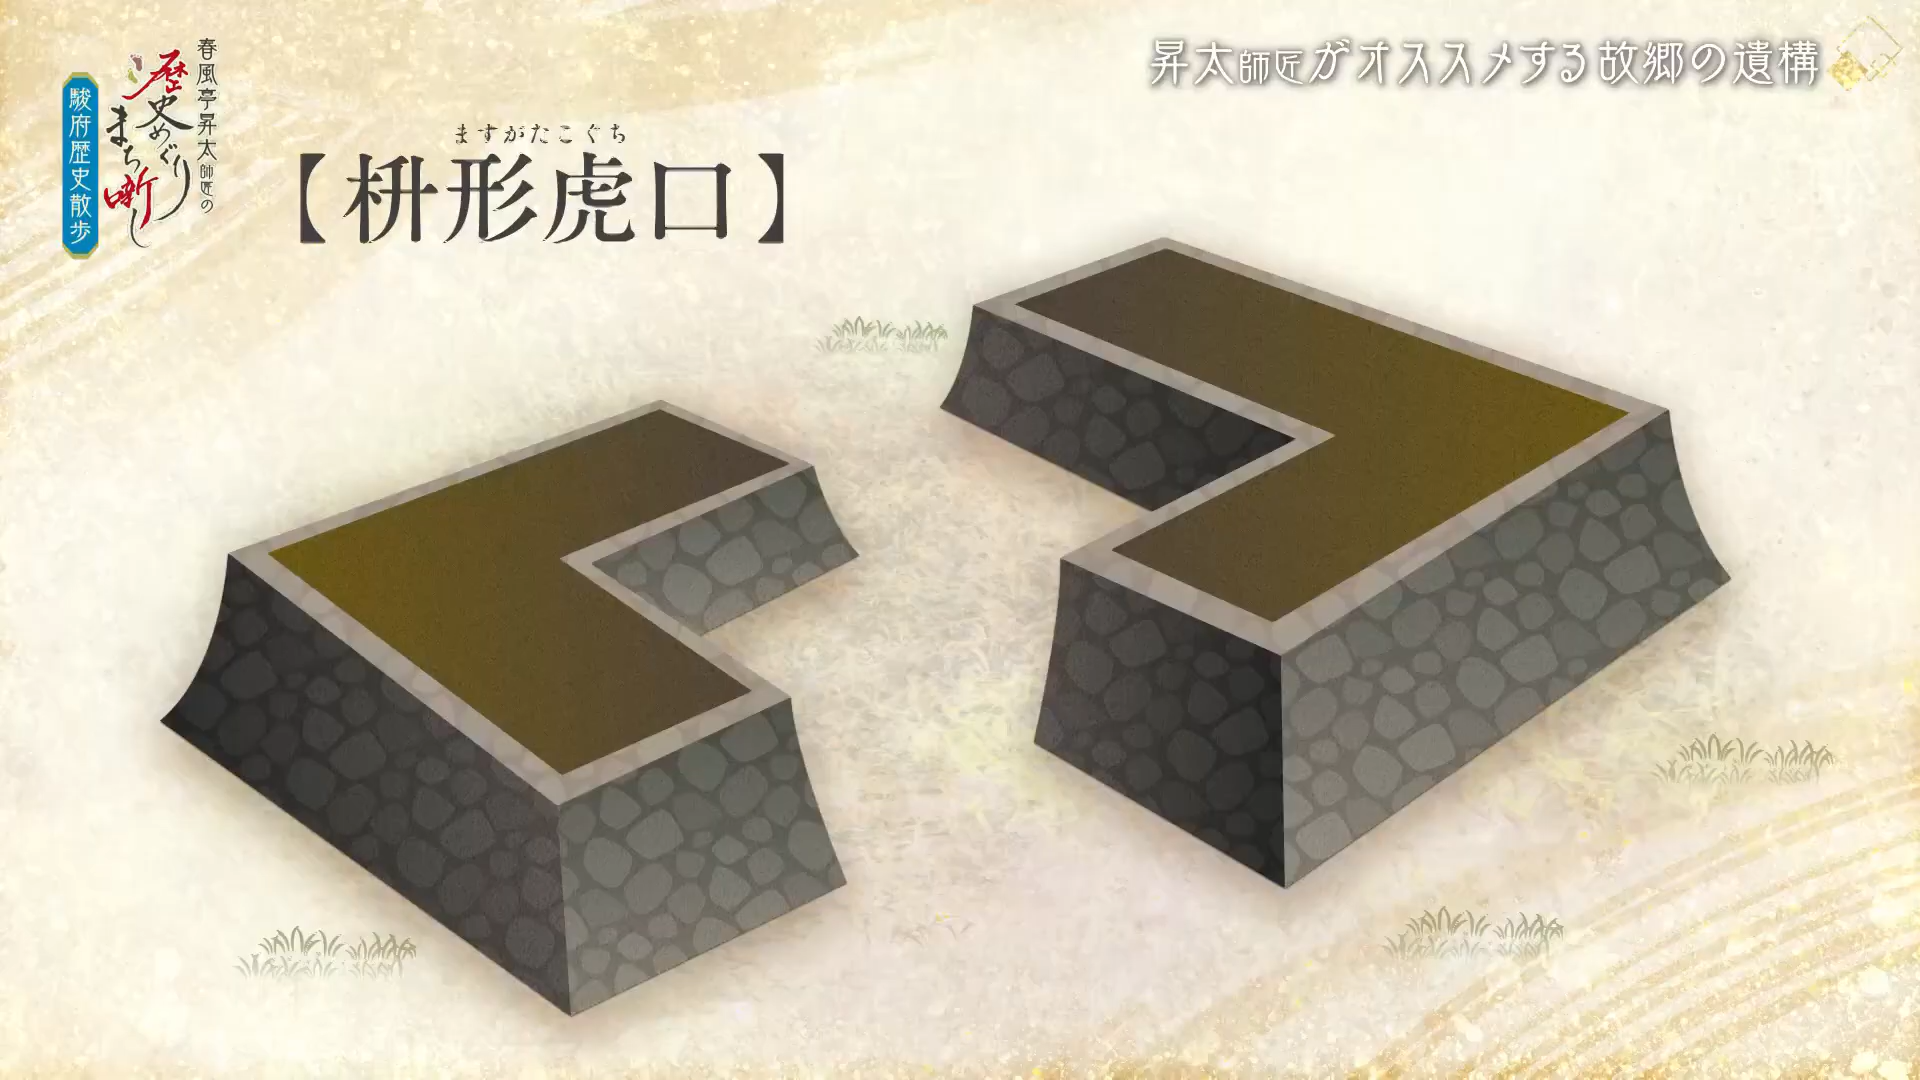 春風亭昇太師匠の
歴史めぐり
まち噺し
駿府歴史散歩
昇太師匠がオススメする故郷の遺構
ますがたこぐち
【枡形虎口】